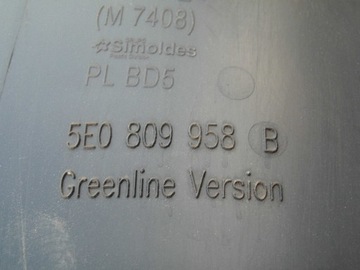 (M 7408)
Simoldes
PL BD5
5E0 809 958 B
Greenline Version